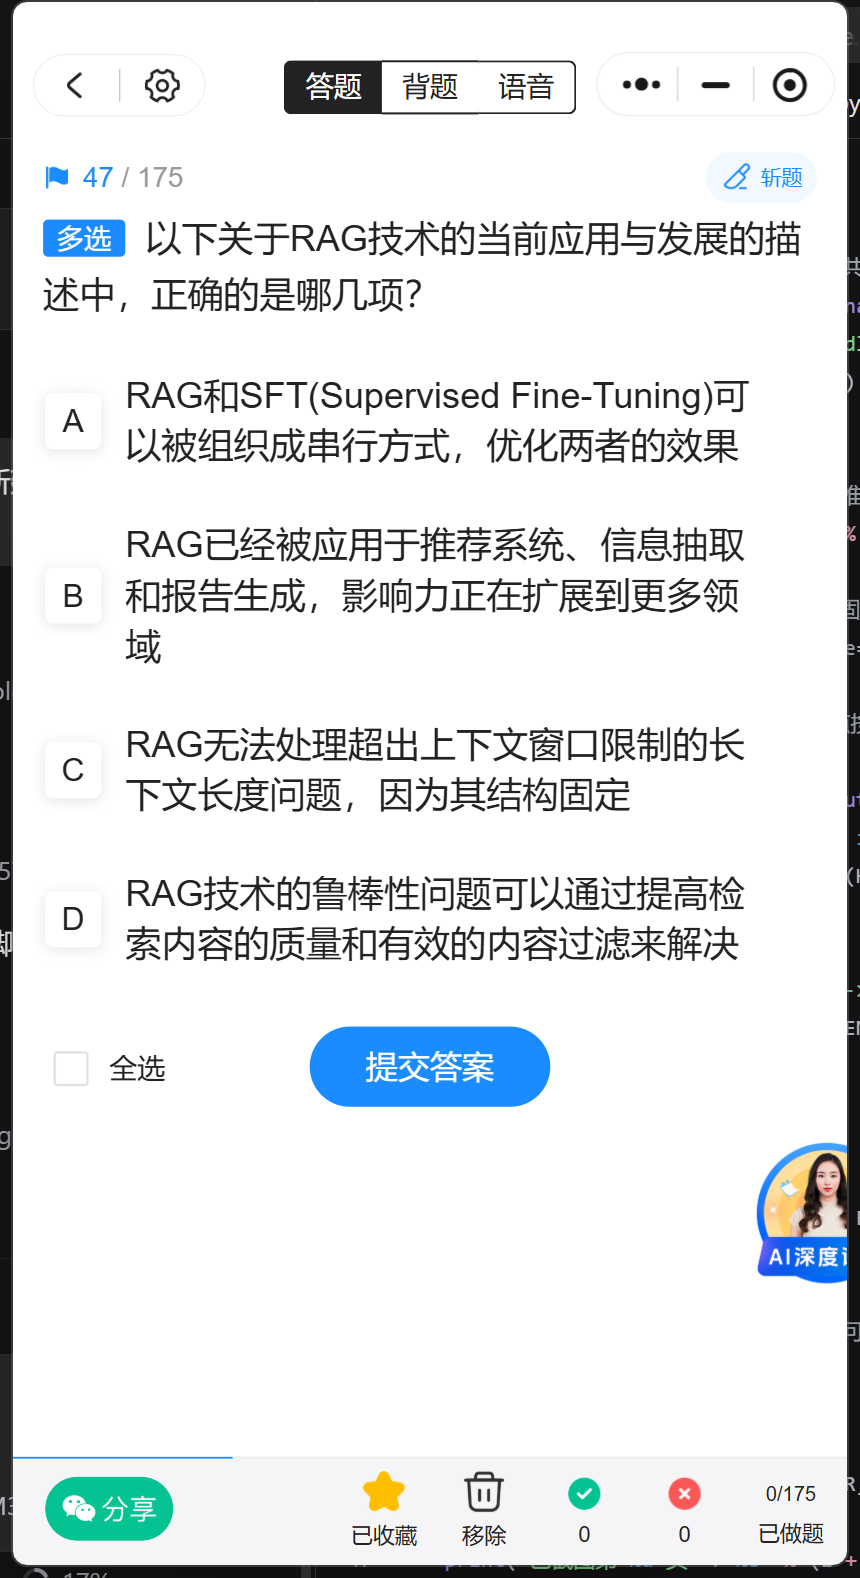 答题 背题 语音
47 / 175
斩题
多选 以下关于RAG技术的当前应用与发展的描
述中，正确的是哪几项？
A
RAG和SFT(Supervised Fine-Tuning)可
以被组织成串行方式，优化两者的效果
B
RAG已经被应用于推荐系统、信息抽取
和报告生成，影响力正在扩展到更多领
域
C
RAG无法处理超出上下文窗口限制的长
下文长度问题，因为其结构固定
D
RAG技术的鲁棒性问题可以通过提高检
索内容的质量和有效的内容过滤来解决
全选
提交答案
AI深度
分享
已收藏
移除
0
0
0/175
已做题
17%